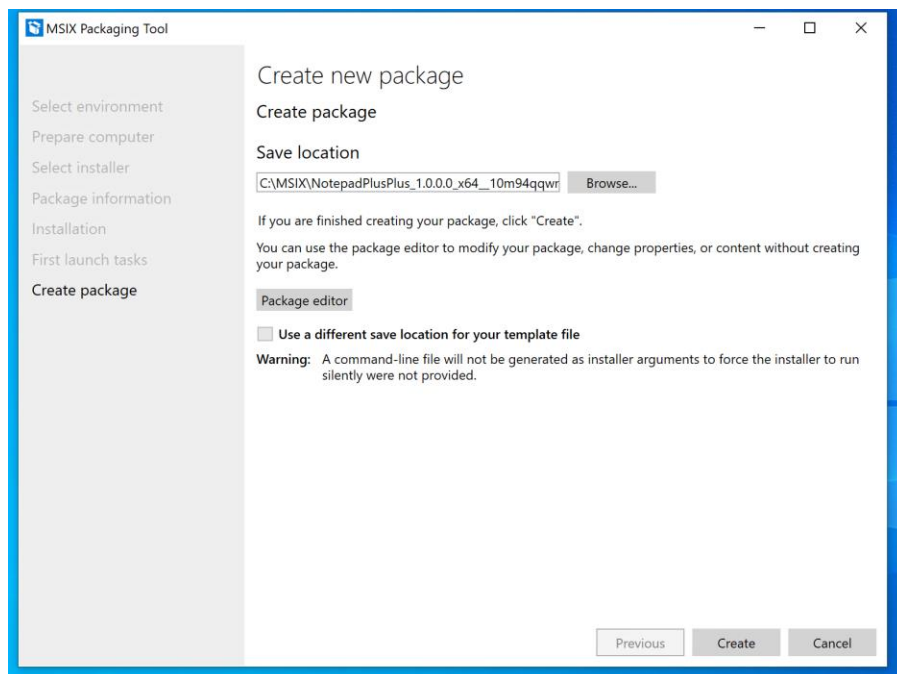 MSIX Packaging Tool
Create new package
Select environment
Prepare computer
Select installer
Package information
Installation
First launch tasks
Create package
Create package
Save location
C:\MSIX\NotepadPlusPlus_1.0.0.0_x64__10m94qqwr
Browse...
If you are finished creating your package, click "Create".
You can use the package editor to modify your package, change properties, or content without creating
your package.
Package editor
Use a different save location for your template file
Warning: A command-line file will not be generated as installer arguments to force the installer to run
silently were not provided.
Previous Create Cancel